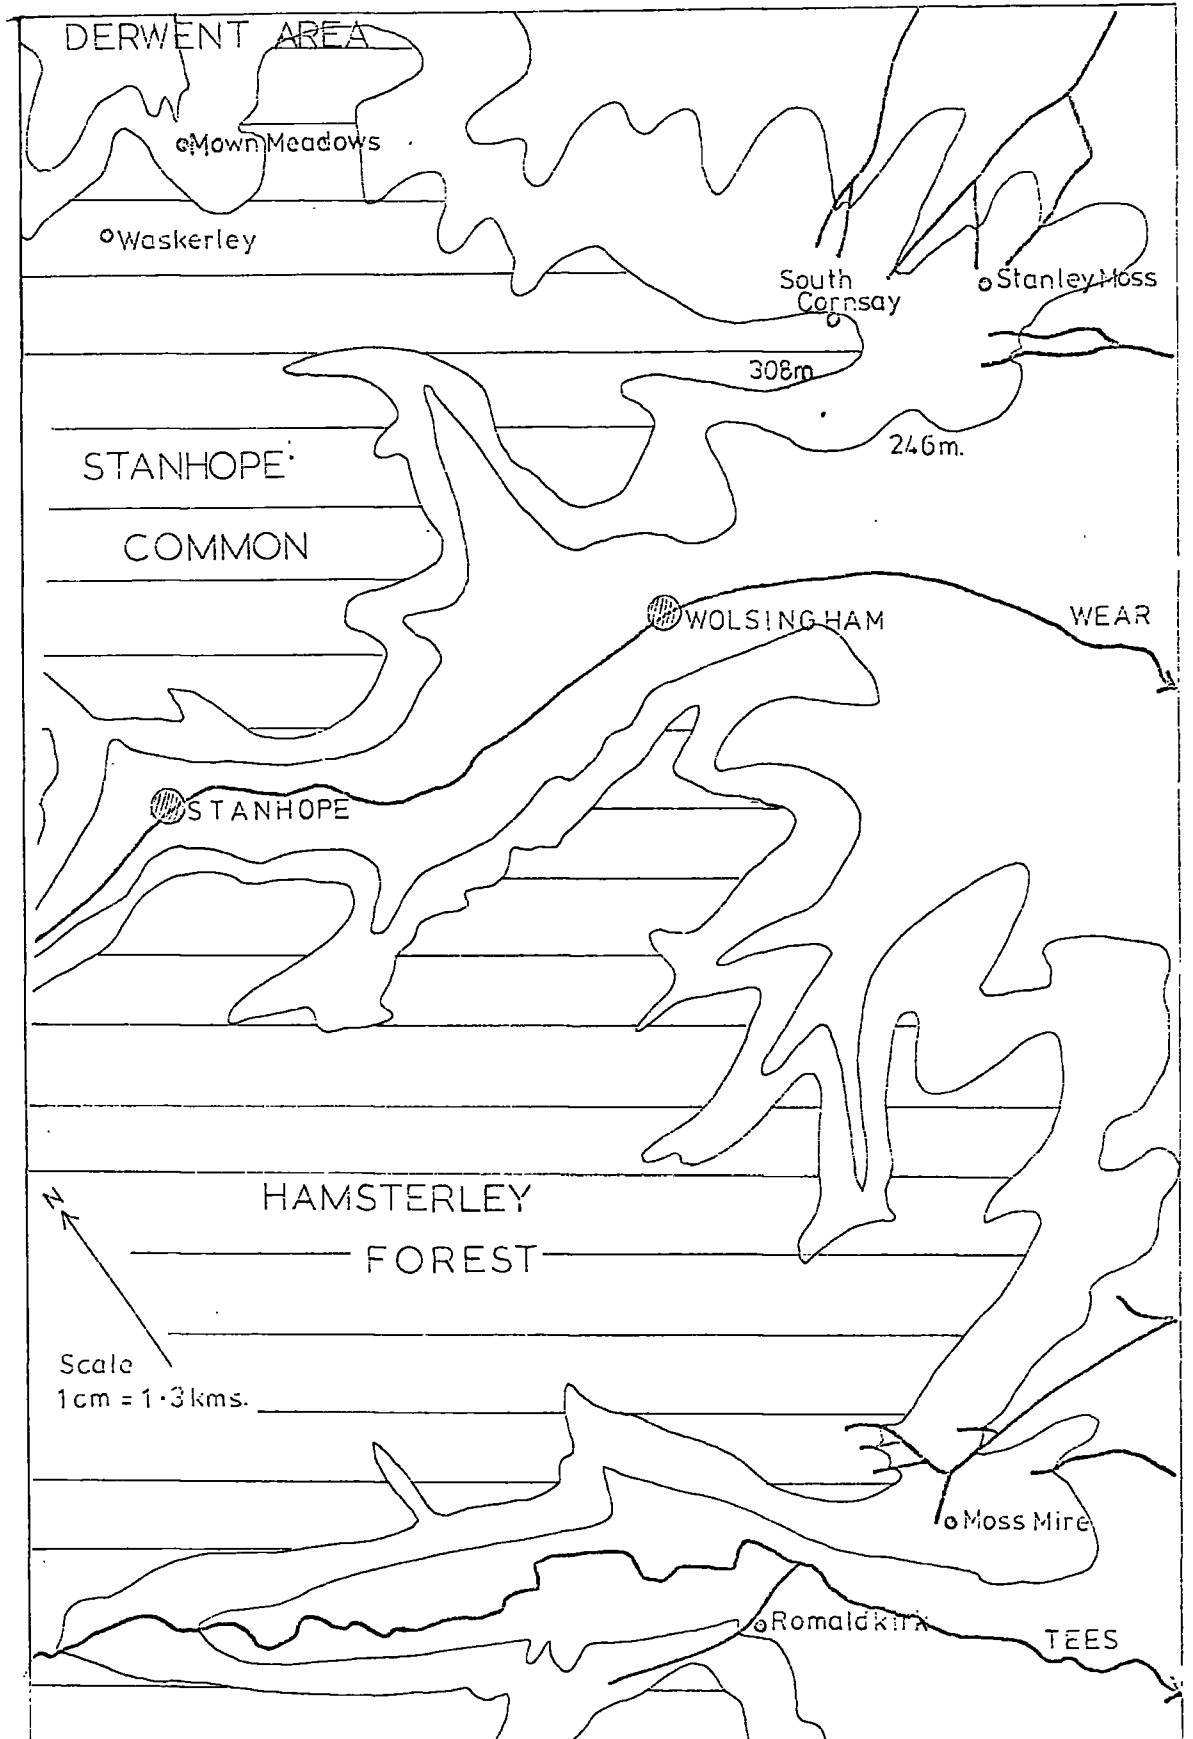 DERWENT AREA
Mown Meadows
Waskerley
South
Cornsay
Stanley Moss
308m
246m.
STANHOPE
COMMON
WOLSINGHAM
WEAR
STANHOPE
N
HAMSTERLEY
FOREST
Scale
1cm = 1·3kms.
Moss Mire
Romaldkirk
TEES